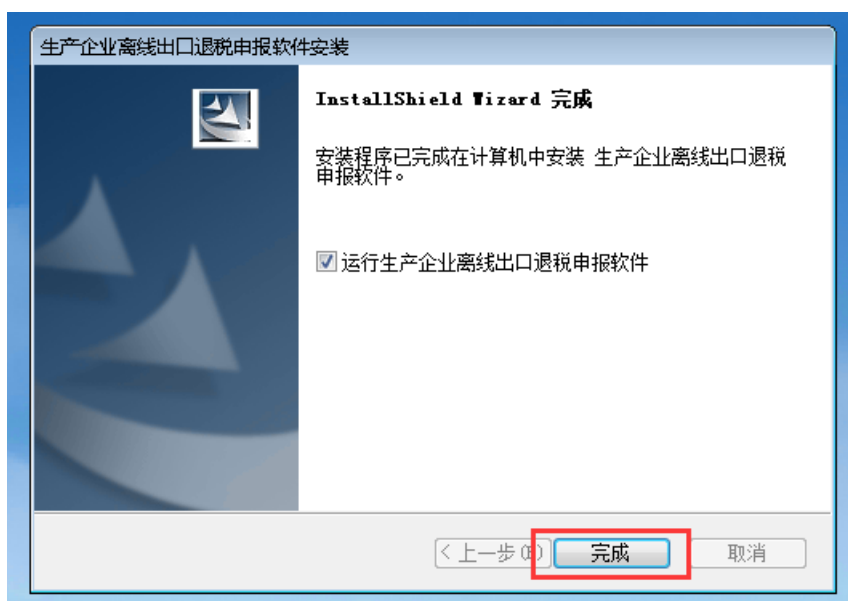 生产企业离线出口退税申报软件安装
InstallShield Wizard 完成
安装程序已完成在计算机中安装 生产企业离线出口退税
申报软件。
运行生产企业离线出口退税申报软件
<上一步(B) 完成 取消